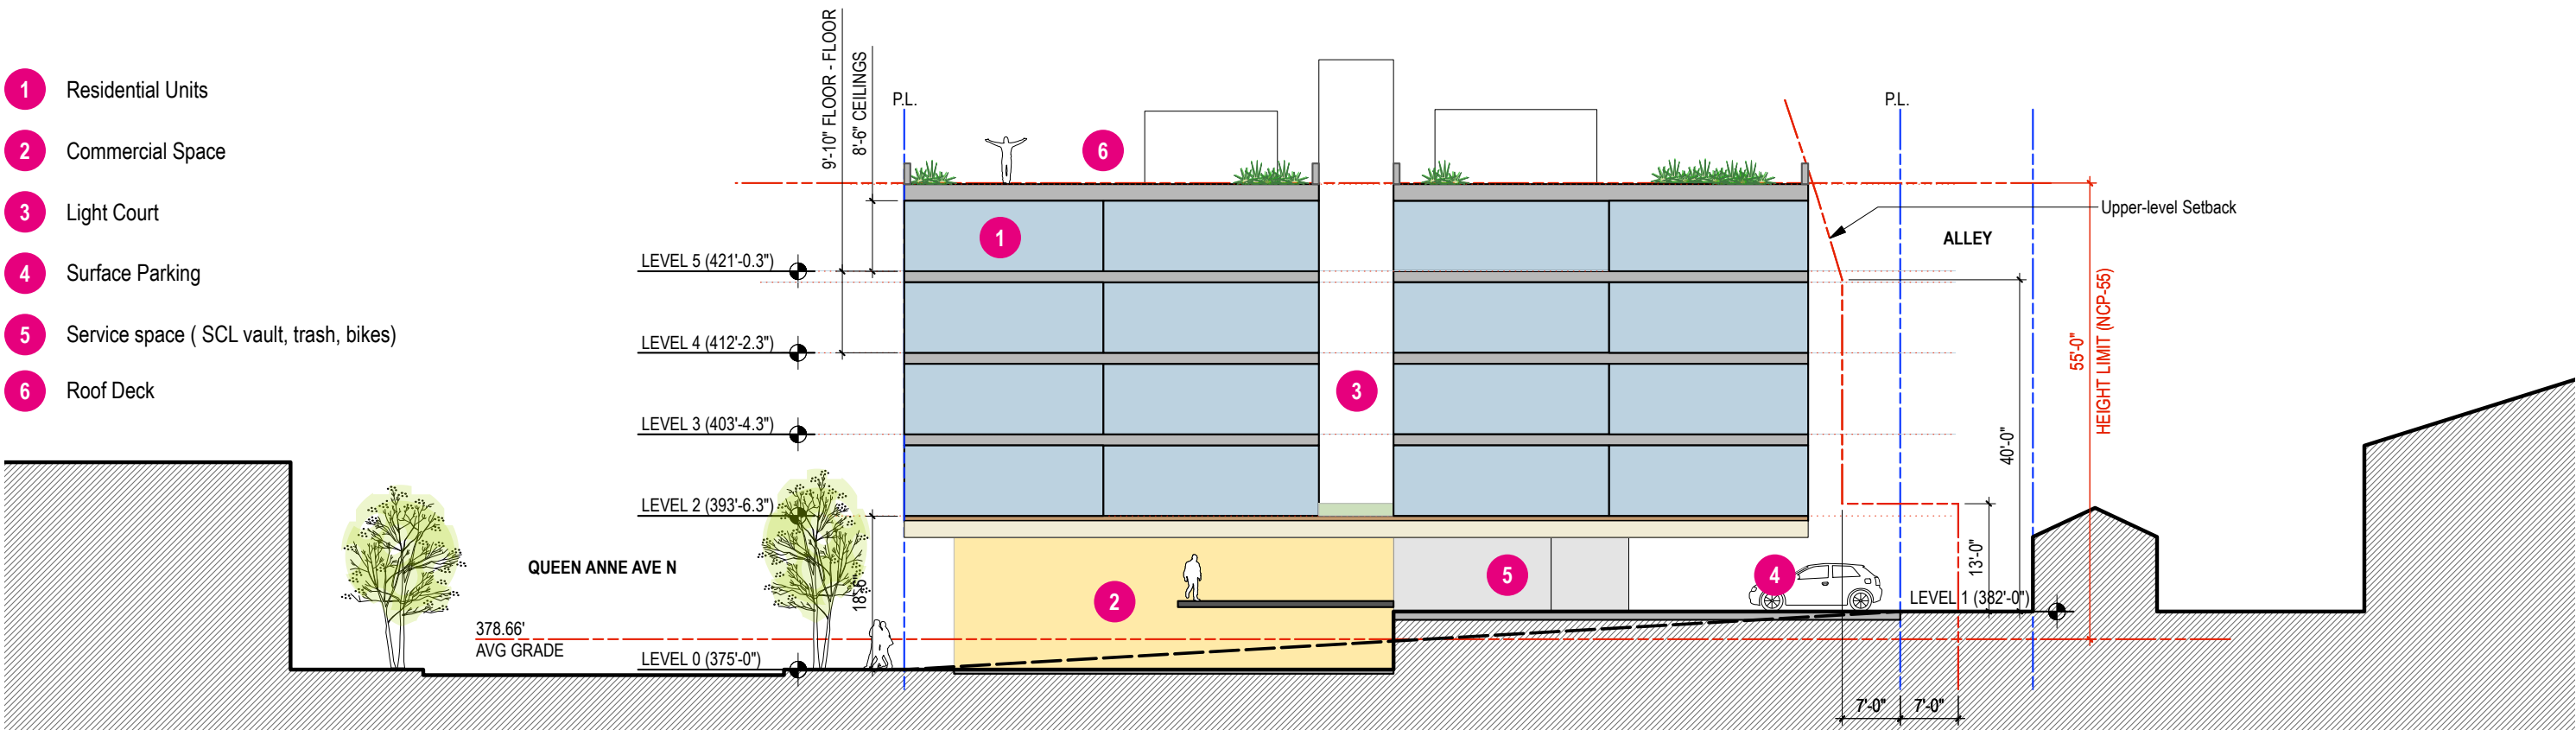 1 Residential Units
2 Commercial Space
3 Light Court
4 Surface Parking
5 Service space ( SCL vault, trash, bikes)
6 Roof Deck
9'-10" FLOOR - FLOOR
8'-6" CEILINGS
P.L.
P.L.
6
Upper-level Setback
1
ALLEY
LEVEL 5 (421'-0.3")
55'-0"
HEIGHT LIMIT (NCP-55)
LEVEL 4 (412'-2.3")
3
LEVEL 3 (403'-4.3")
40'-0"
LEVEL 2 (393'-6.3")
13'-0"
QUEEN ANNE AVE N
18'-6"
2
5
4
LEVEL 1 (382'-0")
378.66'
AVG GRADE
LEVEL 0 (375'-0")
7'-0"
7'-0"